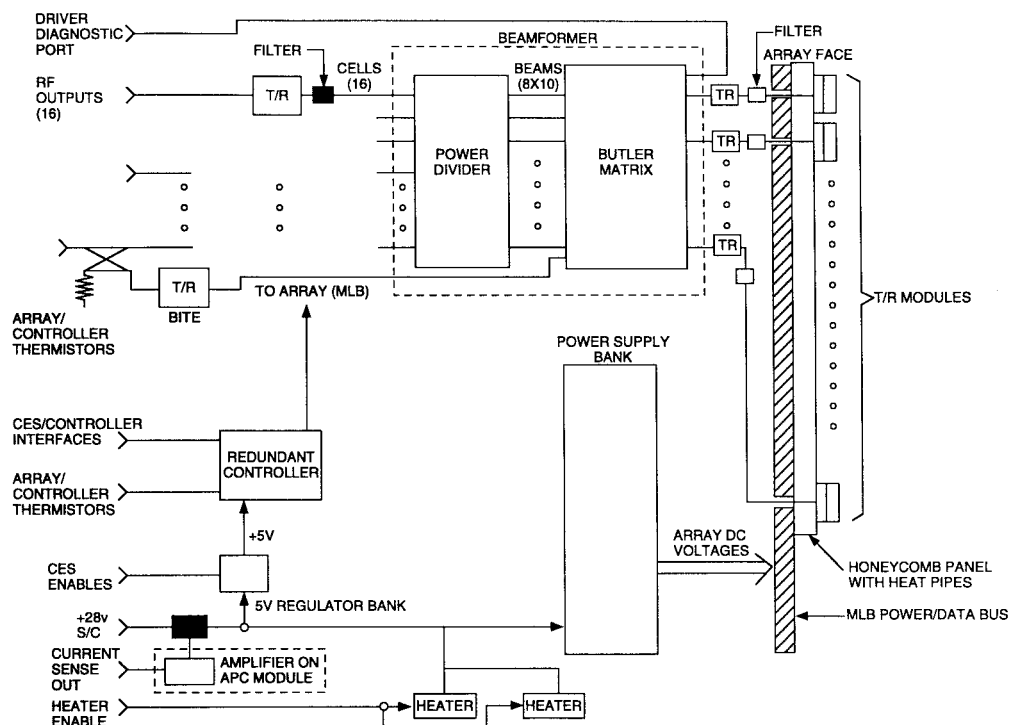 DRIVER
DIAGNOSTIC
PORT
BEAMFORMER
FILTER
FILTER
ARRAY FACE
CELLS
(16)
BEAMS
(8X10)
RF
OUTPUTS
(16)
T/R
POWER
DIVIDER
BUTLER
MATRIX
TR
TR
TR
T/R
BITE
TO ARRAY (MLB)
T/R MODULES
ARRAY/
CONTROLLER
THERMISTORS
POWER SUPPLY
BANK
CES/CONTROLLER
INTERFACES
REDUNDANT
CONTROLLER
ARRAY/
CONTROLLER
THERMISTORS
+5V
ARRAY DC
VOLTAGES
CES
ENABLES
HONEYCOMB PANEL
WITH HEAT PIPES
5V REGULATOR BANK
MLB POWER/DATA BUS
+28v
S/C
CURRENT
SENSE
OUT
AMPLIFIER ON
APC MODULE
HEATER
ENABLE
HEATER
HEATER